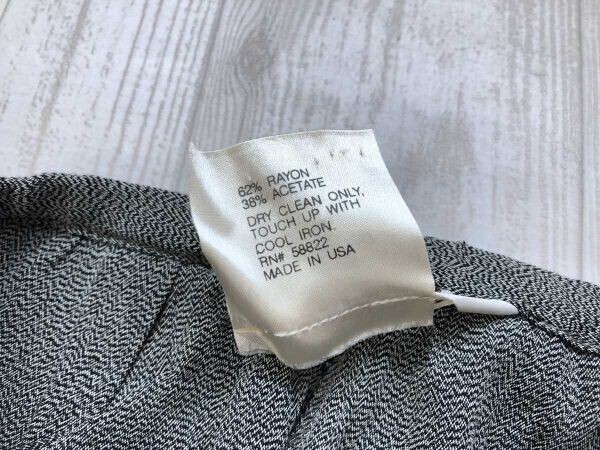 62% RAYON
38% ACETATE
DRY CLEAN ONLY.
TOUCH UP WITH
COOL IRON.
RN# 58822
MADE IN USA